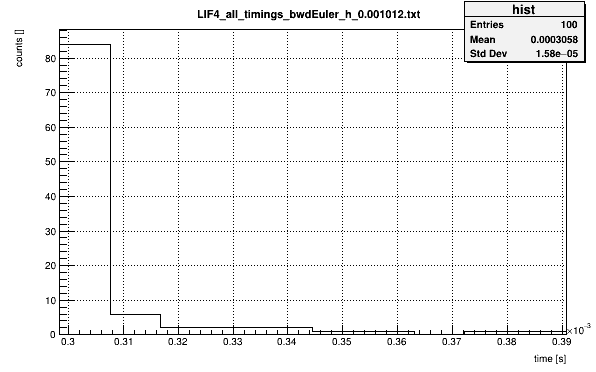 LIF4_all_timings_bwdEuler_h_0.001012.txt
hist
Entries 100
Mean 0.0003058
Std Dev 1.58e−05
counts []
80
70
60
50
40
30
20
10
0
0.3 0.31 0.32 0.33 0.34 0.35 0.36 0.37 0.38 0.39
×10⁻³
time [s]